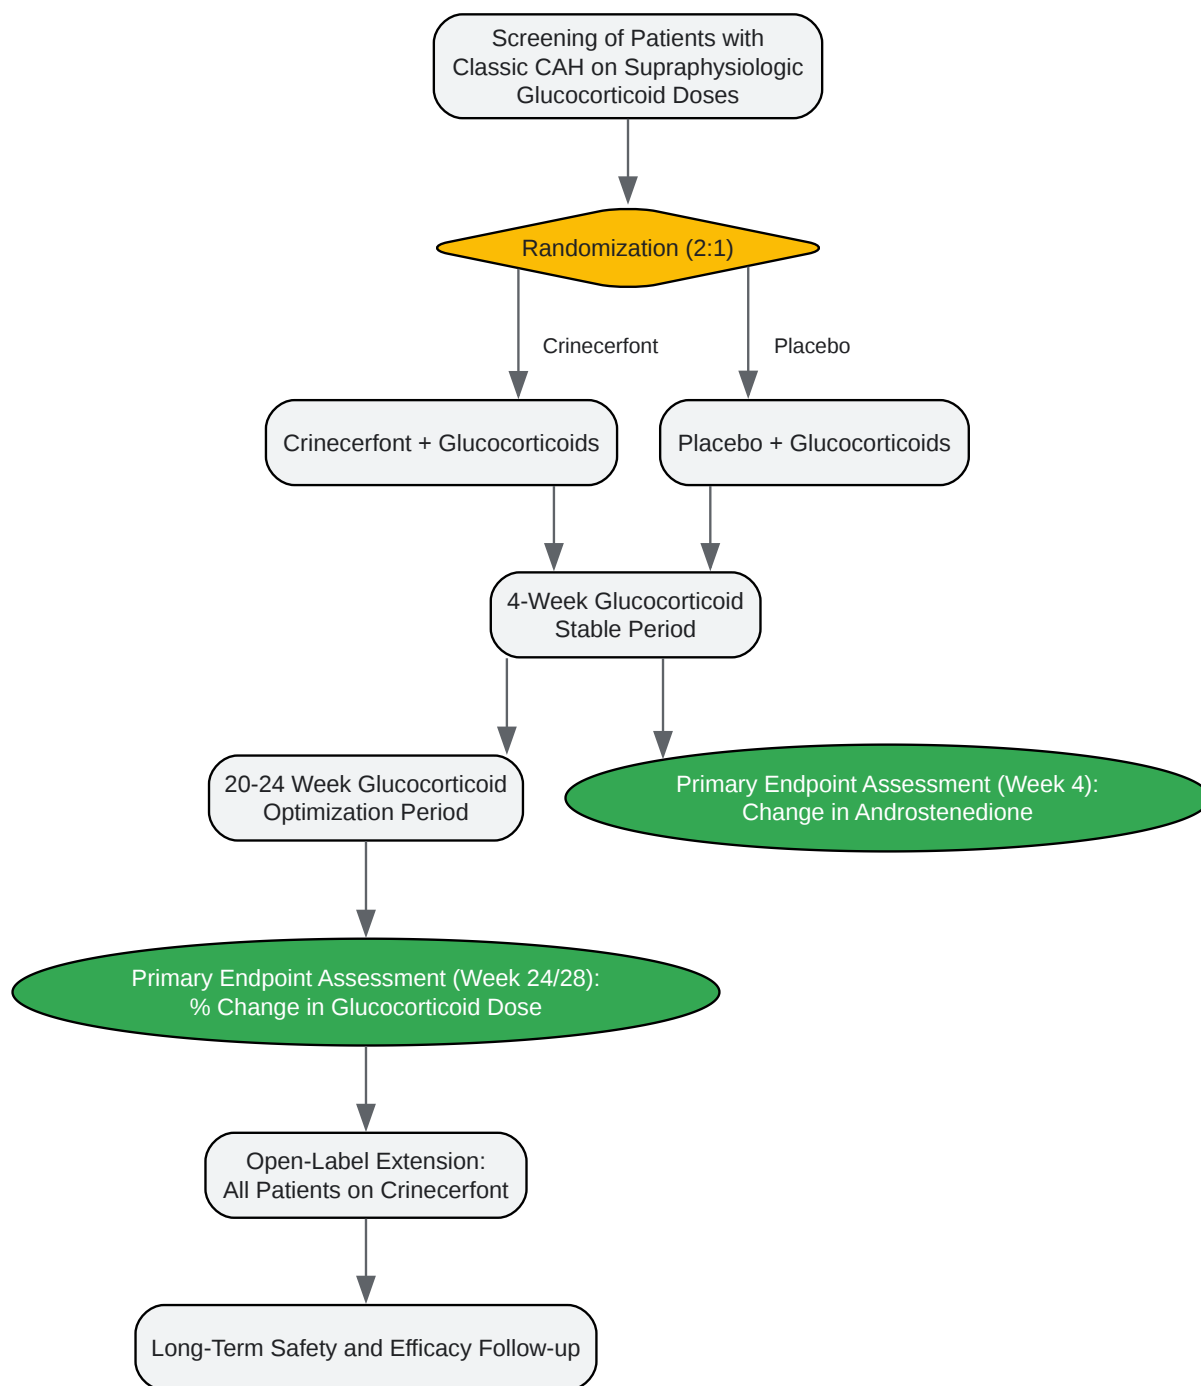 Screening of Patients with
Classic CAH on Supraphysiologic
Glucocorticoid Doses
Randomization (2:1)
Crinecerfont
Placebo
Crinecerfont + Glucocorticoids
Placebo + Glucocorticoids
4-Week Glucocorticoid
Stable Period
20-24 Week Glucocorticoid
Optimization Period
Primary Endpoint Assessment (Week 4):
Change in Androstenedione
Primary Endpoint Assessment (Week 24/28):
% Change in Glucocorticoid Dose
Open-Label Extension:
All Patients on Crinecerfont
Long-Term Safety and Efficacy Follow-up